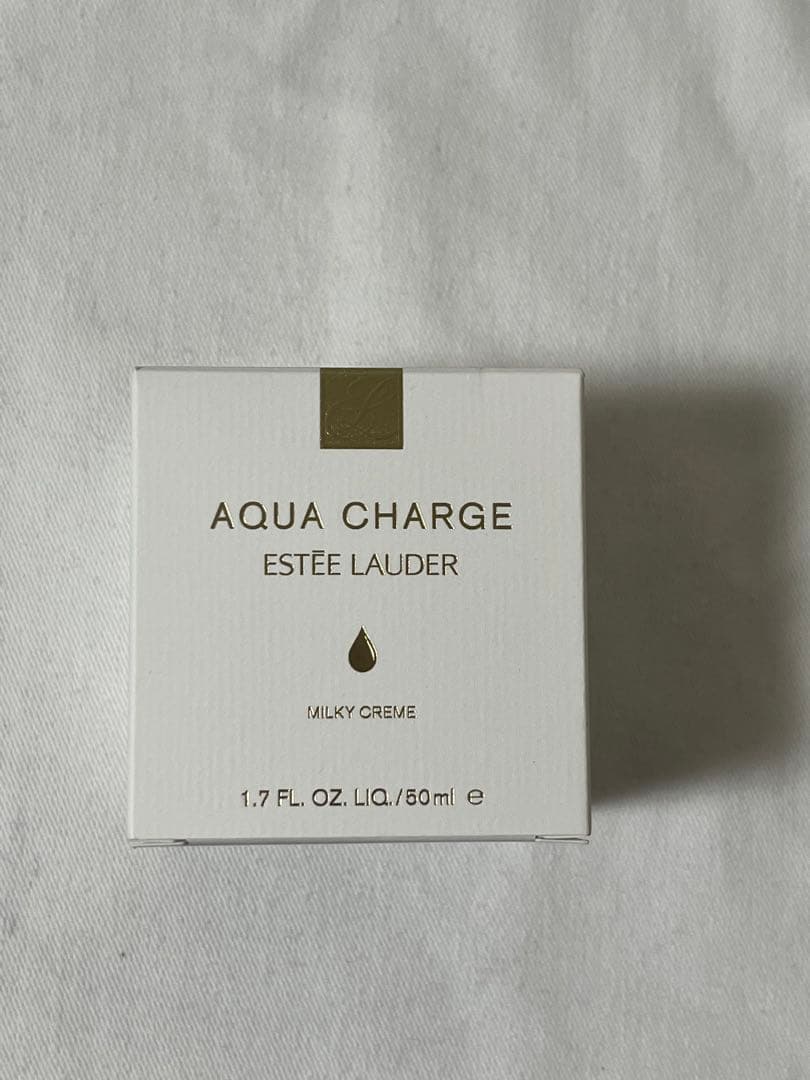 AQUA CHARGE
ESTĒE LAUDER
MILKY CREME
1.7 FL. OZ. LIQ./50ml ℮